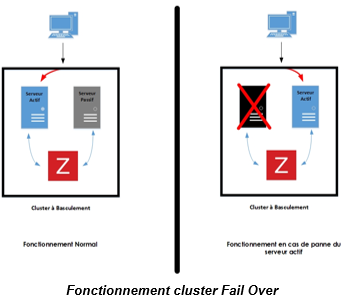 Serveur
Actif
Serveur
Passif
Z
Cluster à Basculement
Fonctionnement Normal
Serveur
Actif
Z
Cluster à Basculement
Fonctionnement en cas de panne du
serveur actif
Fonctionnement cluster Fail Over